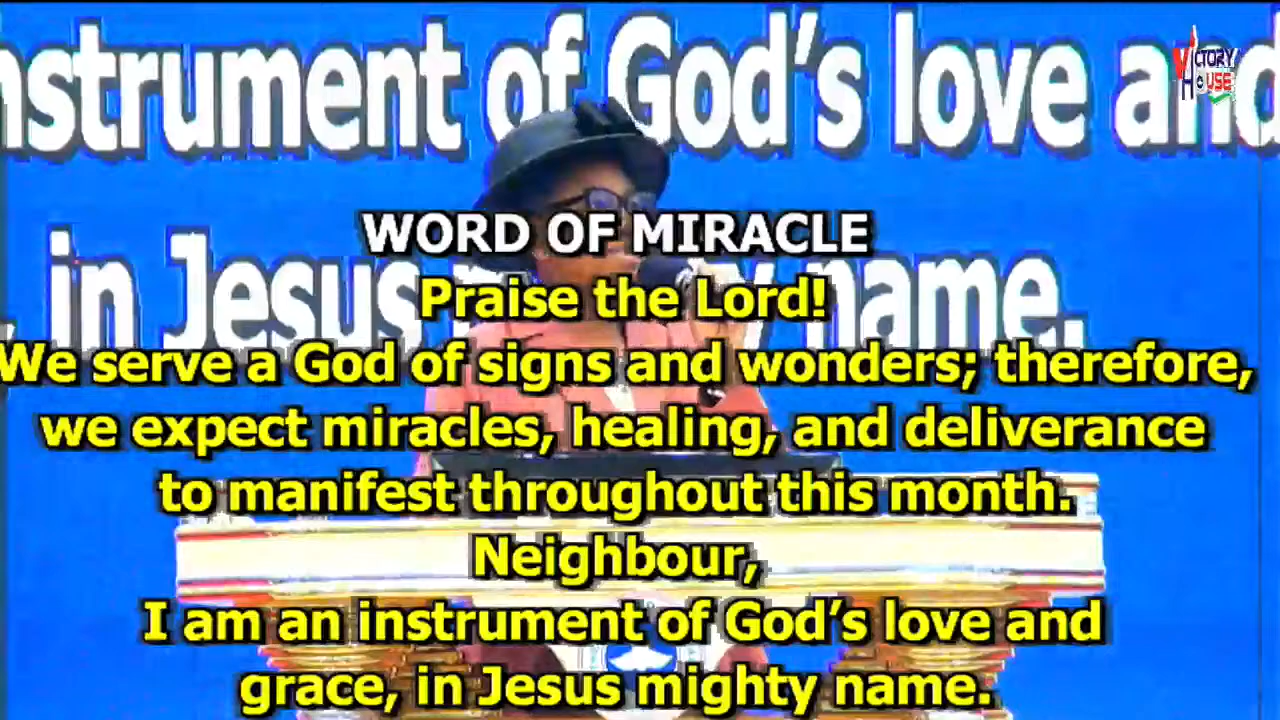 nstrument of God's love and
VICTORY
HOUSE
, in Jesus name.
WORD OF MIRACLE
Praise the Lord!
We serve a God of signs and wonders; therefore,
we expect miracles, healing, and deliverance
to manifest throughout this month.
Neighbour,
I am an instrument of God's love and
grace, in Jesus mighty name.